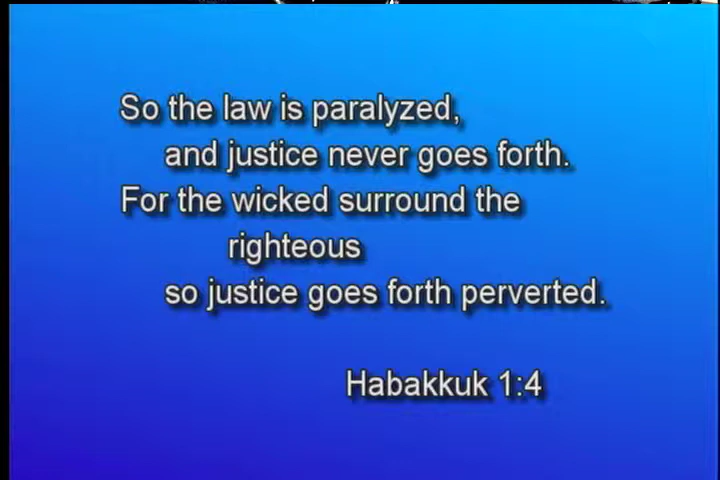 So the law is paralyzed,
and justice never goes forth.
For the wicked surround the
righteous
so justice goes forth perverted.
Habakkuk 1:4